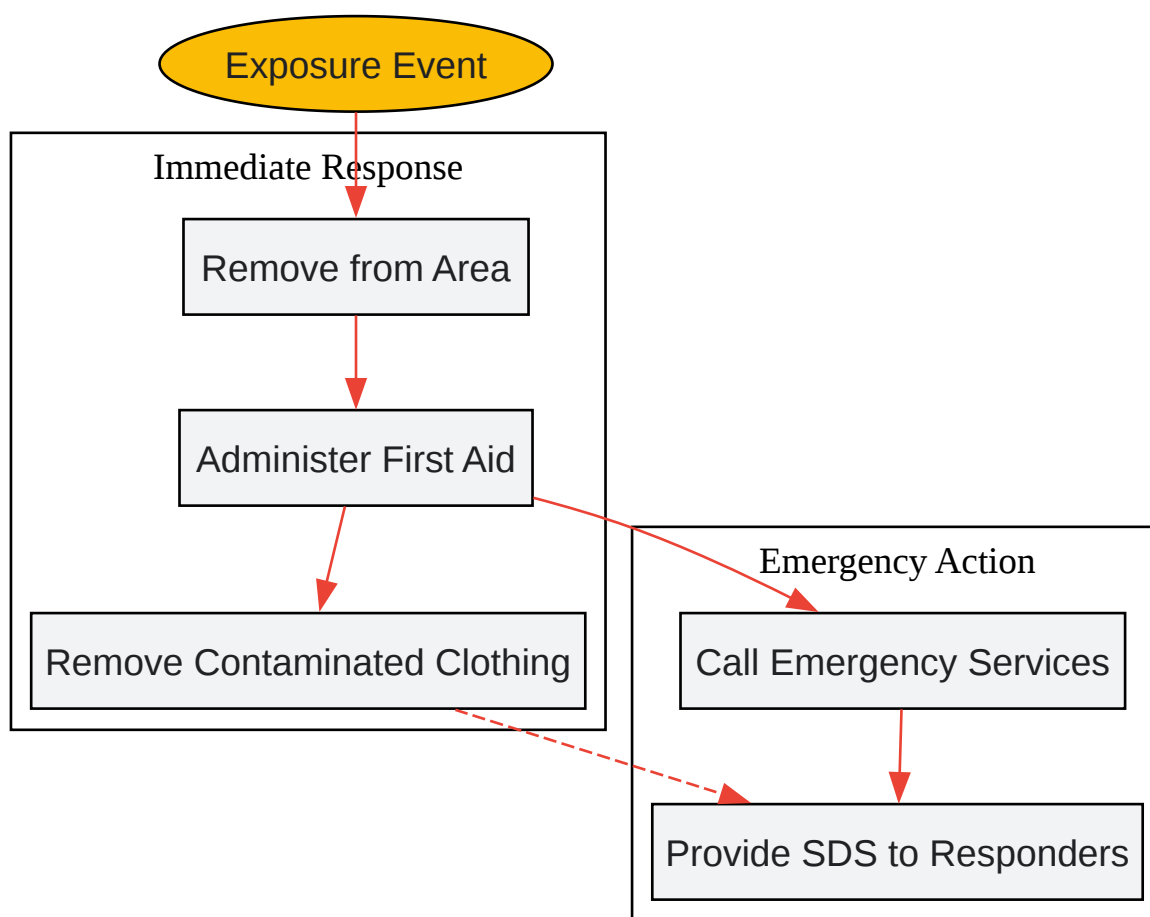 Exposure Event
Immediate Response
Remove from Area
Administer First Aid
Remove Contaminated Clothing
Emergency Action
Call Emergency Services
Provide SDS to Responders